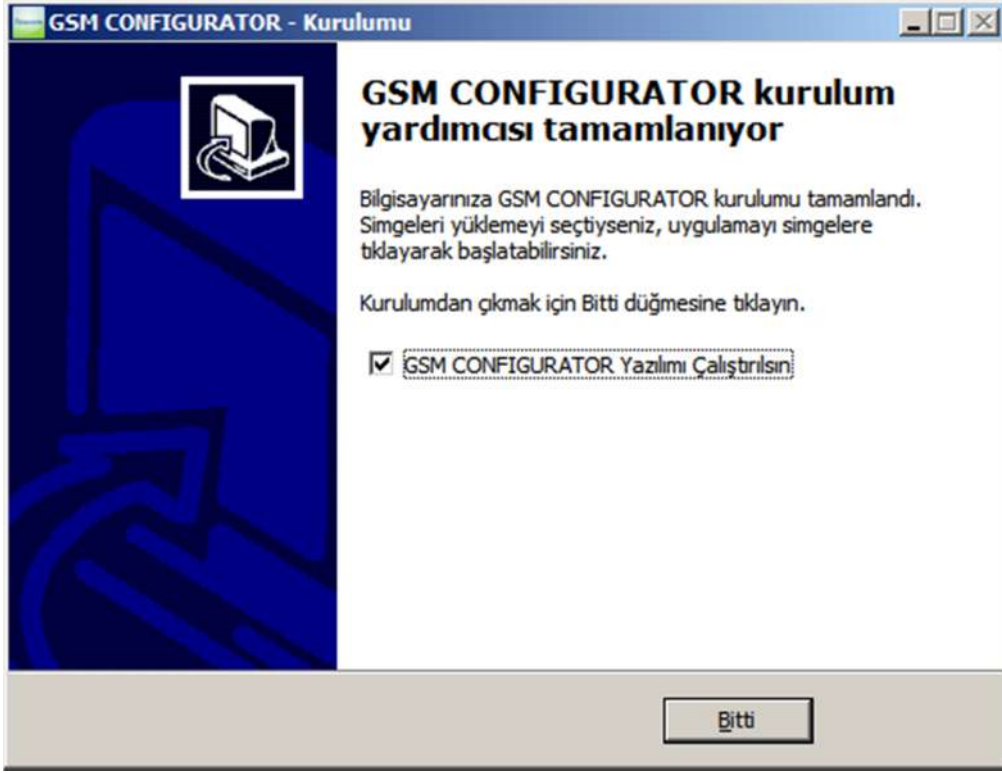 GSM CONFIGURATOR - Kurulumu
GSM CONFIGURATOR kurulum
yardımcısı tamamlanıyor
Bilgisayarınıza GSM CONFIGURATOR kurulumu tamamlandı.
Simgeleri yüklemeyi seçtiyseniz, uygulamayı simgelere
tıklayarak başlatabilirsiniz.
Kurulumdan çıkmak için Bitti düğmesine tıklayın.
GSM CONFIGURATOR Yazılımı Çalıştırılsın
Bitti